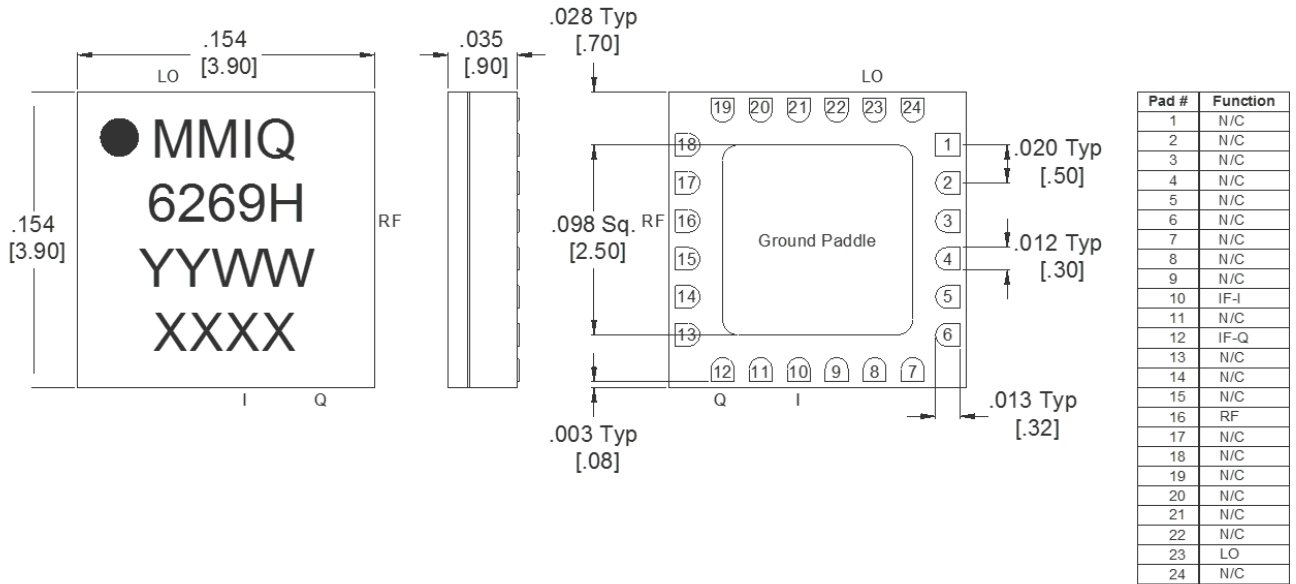 .154
[3.90]
LO
MMIQ
6269H
YYWW
XXXX
.154
[3.90]
RF
I Q
.035
[.90]
.028 Typ
[.70]
LO
19 20 21 22 23 24
18
17
16
15
14
13
RF
.098 Sq.
[2.50]
Ground Paddle
1
2
3
4
5
6
12 11 10 9 8 7
Q I
.020 Typ
[.50]
.012 Typ
[.30]
.013 Typ
[.32]
.003 Typ
[.08]
Pad # Function
1 N/C
2 N/C
3 N/C
4 N/C
5 N/C
6 N/C
7 N/C
8 N/C
9 N/C
10 IF-I
11 N/C
12 IF-Q
13 N/C
14 N/C
15 N/C
16 RF
17 N/C
18 N/C
19 N/C
20 N/C
21 N/C
22 N/C
23 LO
24 N/C